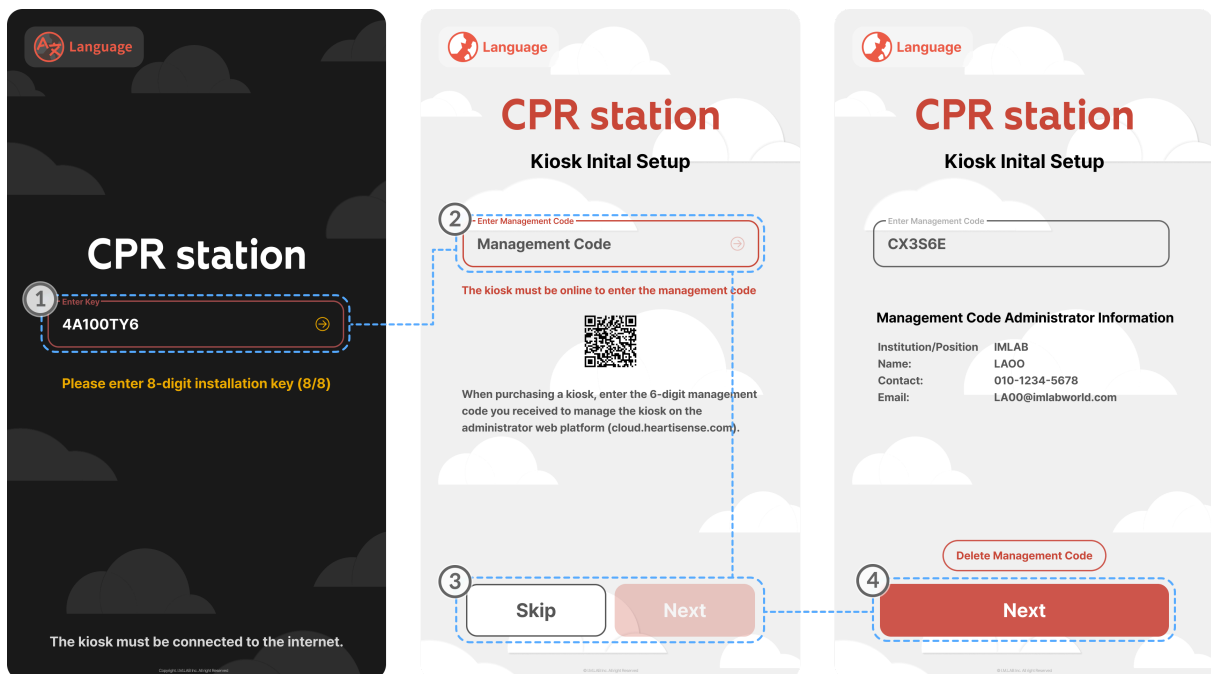 Language
CPR station
1
Enter Key
4A100TY6
Please enter 8-digit installation key (8/8)
The kiosk must be connected to the internet.
Language
CPR station
Kiosk Inital Setup
2
Enter Management Code
Management Code
The kiosk must be online to enter the management code
When purchasing a kiosk, enter the 6-digit management
code you received to manage the kiosk on the
administrator web platform (cloud.heartisense.com).
3
Skip
Next
Language
CPR station
Kiosk Inital Setup
Enter Management Code
CX3S6E
Management Code Administrator Information
Institution/Position IMLAB
Name: LAOO
Contact: 010-1234-5678
Email: LA00@imlabworld.com
Delete Management Code
4
Next